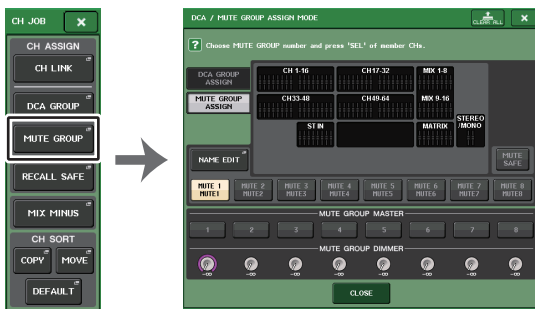 CH JOB
×
CH ASSIGN
CH LINK
DCA GROUP
MUTE GROUP
RECALL SAFE
MIX MINUS
CH SORT
COPY
MOVE
DEFAULT
DCA / MUTE GROUP ASSIGN MODE
CLEAR ALL
×
? Choose MUTE GROUP number and press 'SEL' of member CHs.
DCA GROUP
ASSIGN
MUTE GROUP
ASSIGN
CH 1-16
CH17-32
MIX 1-8
CH33-48
CH49-64
MIX 9-16
ST IN
MATRIX
STEREO
/MONO
NAME EDIT
MUTE
SAFE
MUTE 1
MUTE1
MUTE 2
MUTE2
MUTE 3
MUTE3
MUTE 4
MUTE4
MUTE 5
MUTE5
MUTE 6
MUTE6
MUTE 7
MUTE7
MUTE 8
MUTE8
MUTE GROUP MASTER
1 2 3 4 5 6 7 8
MUTE GROUP DIMMER
-∞ -∞ -∞ -∞ -∞ -∞ -∞ -∞
CLOSE